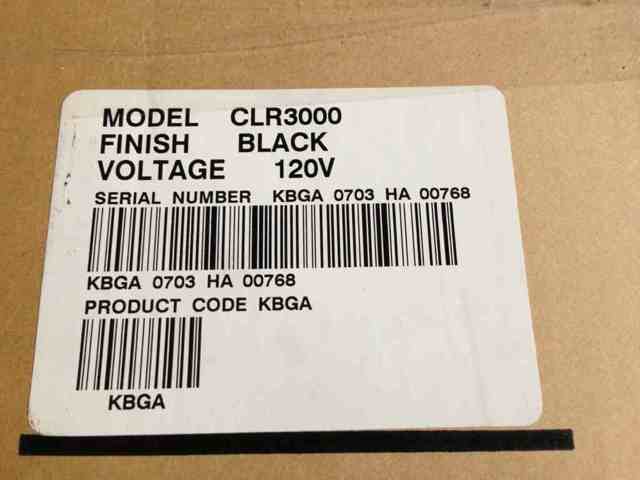 MODEL CLR3000
FINISH BLACK
VOLTAGE 120V
SERIAL NUMBER KBGA 0703 HA 00768
KBGA 0703 HA 00768
PRODUCT CODE KBGA
KBGA